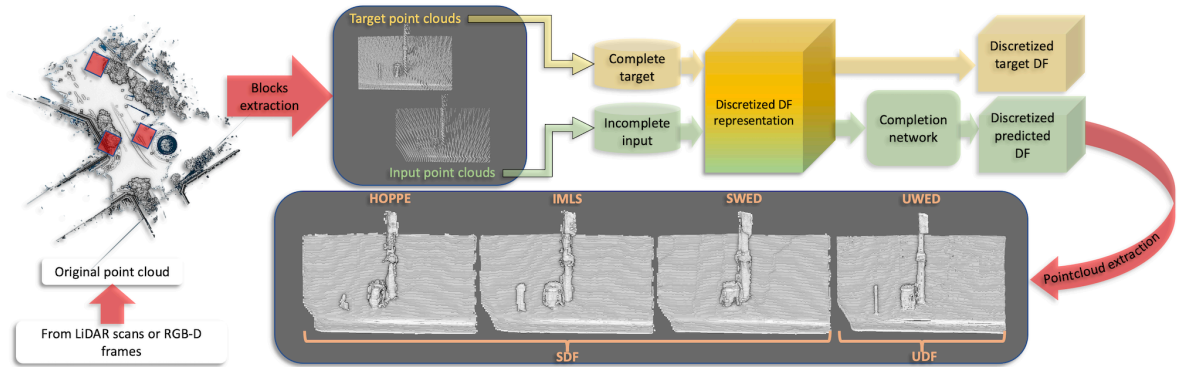 Target point clouds
Blocks
extraction
Input point clouds
Complete
target
Incomplete
input
Discretized DF
representation
Completion
network
Discretized
target DF
Discretized
predicted
DF
Original point cloud
From LiDAR scans or RGB-D
frames
Pointcloud extraction
HOPPE
IMLS
SWED
UWED
SDF
UDF